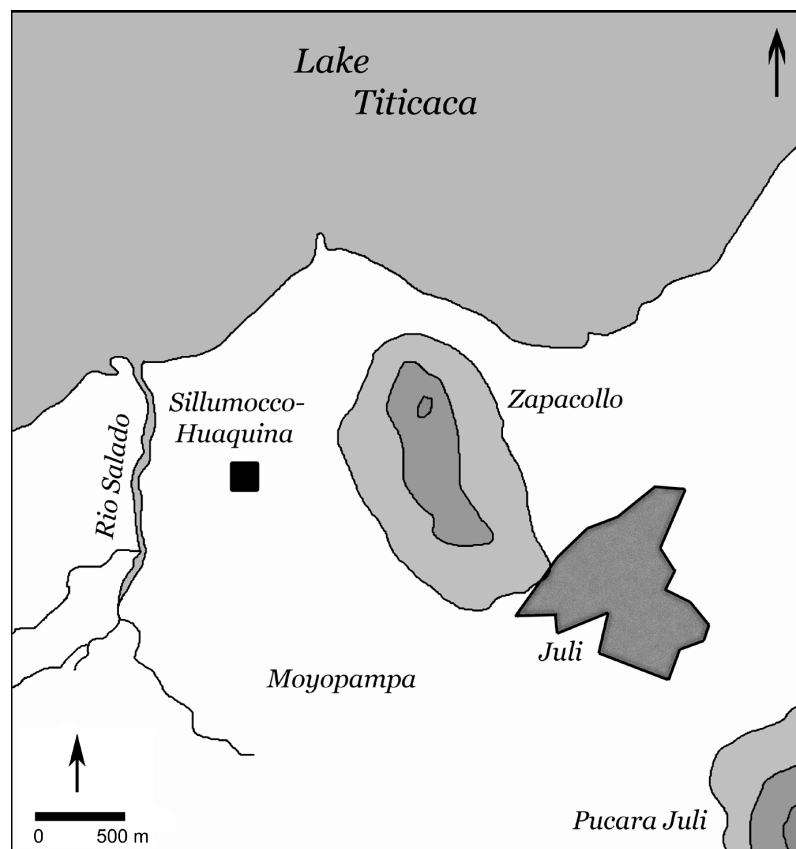 Lake
Titicaca
Sillumocco-
Huaquina
Zapacollo
Rio Salado
Juli
Moyopampa
Pucara Juli
0 500 m